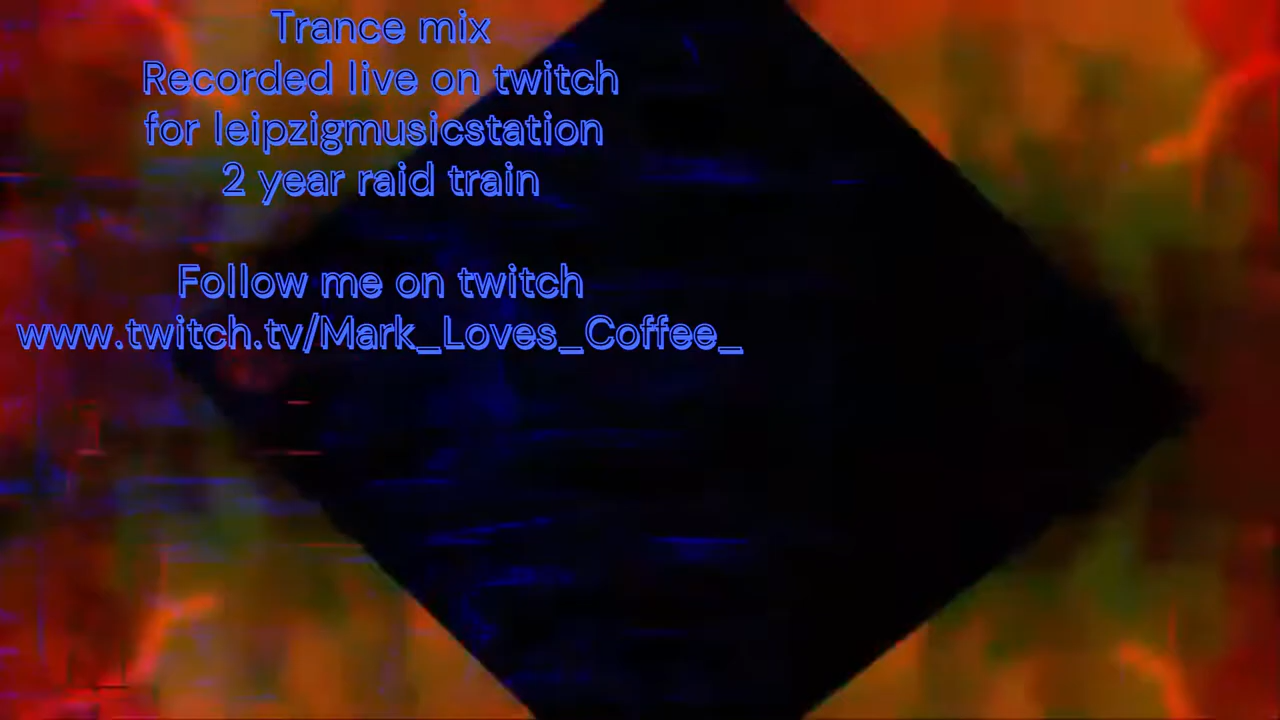 Trance mix
Recorded live on twitch
for leipzigmusicstation
2 year raid train
Follow me on twitch
www.twitch.tv/Mark_Loves_Coffee_